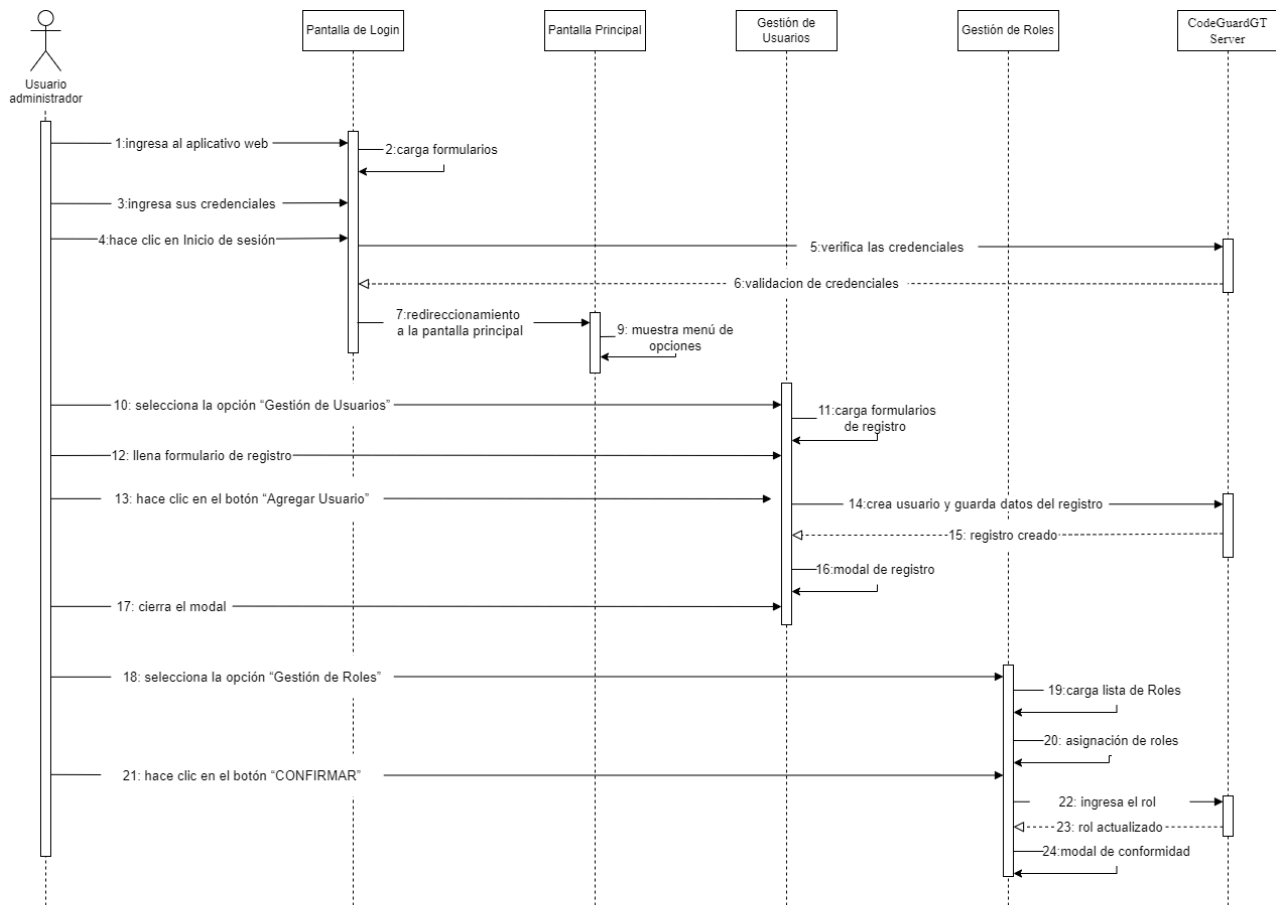 Pantalla de Login
Pantalla Principal
Gestión de
Usuarios
Gestión de Roles
CodeGuardGT
Server
Usuario
administrador
1:ingresa al aplicativo web
2:carga formularios
3:ingresa sus credenciales
4:hace clic en Inicio de sesión
5:verifica las credenciales
6:validacion de credenciales
7:redireccionamiento
a la pantalla principal
9: muestra menú de
opciones
10: selecciona la opción “Gestión de Usuarios”
11:carga formularios
de registro
12: llena formulario de registro
13: hace clic en el botón “Agregar Usuario”
14:crea usuario y guarda datos del registro
15: registro creado
16:modal de registro
17: cierra el modal
18: selecciona la opción “Gestión de Roles”
19:carga lista de Roles
20: asignación de roles
21: hace clic en el botón “CONFIRMAR”
22: ingresa el rol
23: rol actualizado
24:modal de conformidad